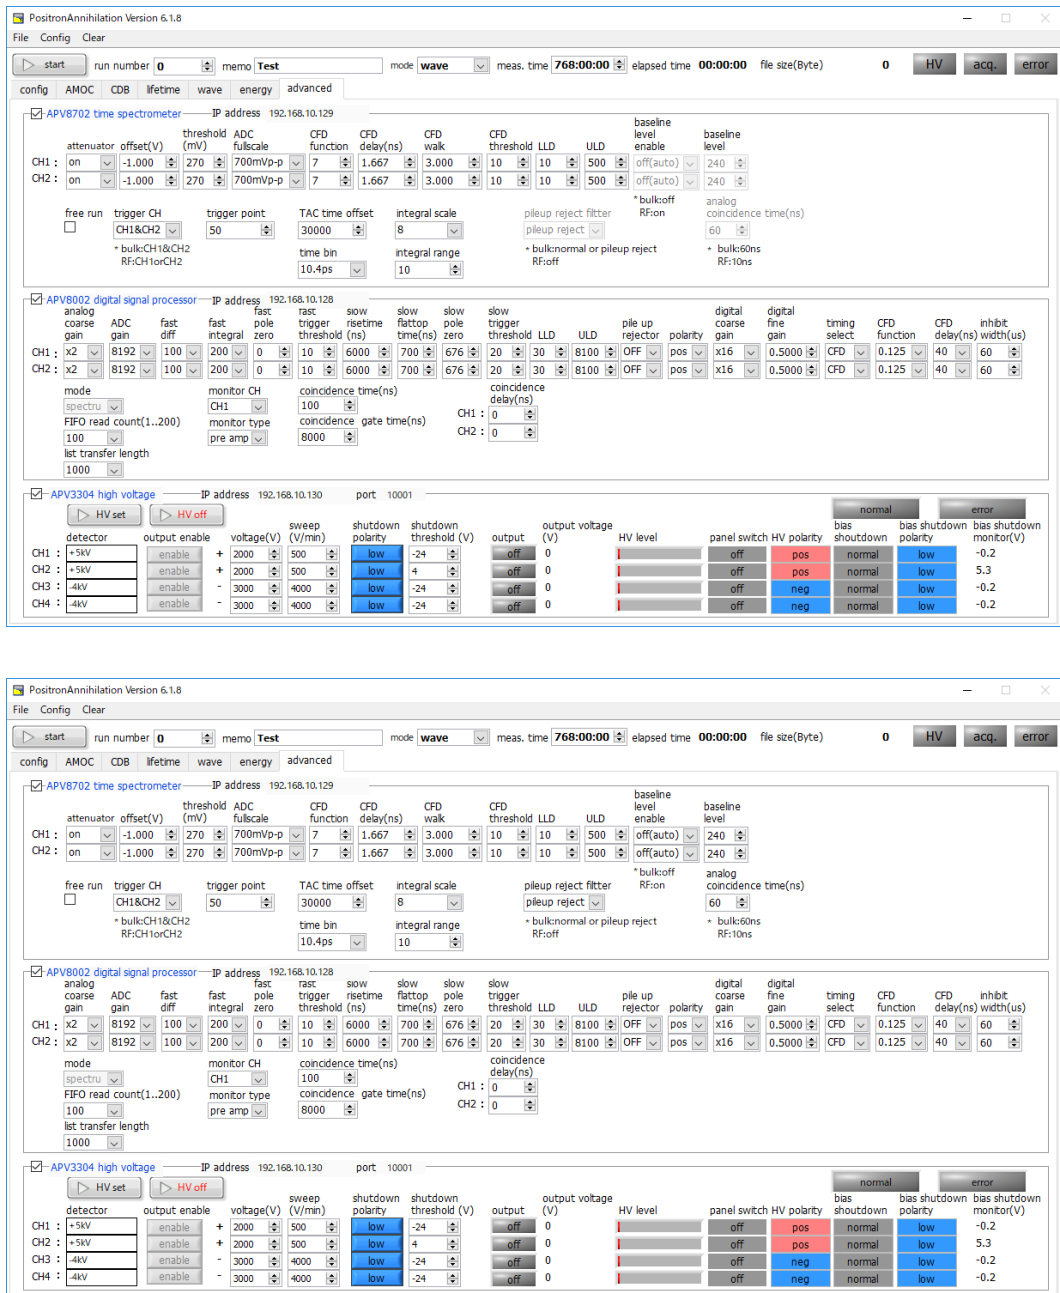 PositronAnnihilation Version 6.1.8
File Config Clear
start run number 0 memo Test mode wave meas. time 768:00:00 elapsed time 00:00:00 file size(Byte) 0 HV acq. error
config AMOC CDB lifetime wave energy advanced
APV8702 time spectrometer IP address 192.168.10.129
attenuator offset(V) threshold (mV) ADC fullscale CFD function CFD delay(ns) CFD walk CFD threshold LLD ULD baseline level enable baseline level
CH1 : on -1.000 270 700mVp-p 7 1.667 3.000 10 10 500 off(auto) 240
CH2 : on -1.000 270 700mVp-p 7 1.667 3.000 10 10 500 off(auto) 240
* bulk:off RF:on
free run trigger CH trigger point TAC time offset integral scale pileup reject filtter analog coincidence time(ns)
CH1&CH2 50 30000 8 pileup reject 60
* bulk:CH1&CH2 RF:CH1orCH2 time bin integral range * bulk:normal or pileup reject RF:off * bulk:60ns RF:10ns
10.4ps 10
APV8002 digital signal processor IP address 192.168.10.128
analog coarse gain ADC gain fast diff fast integral fast pole zero fast trigger threshold slow risetime (ns) slow flattop time(ns) slow pole zero slow trigger threshold LLD ULD pile up rejector polarity digital coarse gain digital fine gain timing select CFD function CFD delay(ns) inhibit width(us)
CH1 : x2 8192 100 200 0 10 6000 700 676 20 30 8100 OFF pos x16 0.5000 CFD 0.125 40 60
CH2 : x2 8192 100 200 0 10 6000 700 676 20 30 8100 OFF pos x16 0.5000 CFD 0.125 40 60
mode monitor CH coincidence time(ns) coincidence delay(ns)
spectru CH1 100 CH1 : 0
FIFO read count(1..200) monitor type coincidence gate time(ns)
100 pre amp 8000 CH2 : 0
list transfer length
1000
APV3304 high voltage IP address 192.168.10.130 port 10001
HV set HV off normal error
detector output enable voltage(V) sweep (V/min) shutdown polarity shutdown threshold (V) output output voltage (V) HV level panel switch HV polarity bias shoutdown bias shutdown polarity bias shutdown monitor(V)
CH1 : +5kV enable + 2000 500 low -24 off 0 off pos normal low -0.2
CH2 : +5kV enable + 2000 500 low 4 off 0 off pos normal low 5.3
CH3 : -4kV enable - 3000 4000 low -24 off 0 off neg normal low -0.2
CH4 : -4kV enable - 3000 4000 low -24 off 0 off neg normal low -0.2
PositronAnnihilation Version 6.1.8
File Config Clear
start run number 0 memo Test mode wave meas. time 768:00:00 elapsed time 00:00:00 file size(Byte) 0 HV acq. error
config AMOC CDB lifetime wave energy advanced
APV8702 time spectrometer IP address 192.168.10.129
attenuator offset(V) threshold (mV) ADC fullscale CFD function CFD delay(ns) CFD walk CFD threshold LLD ULD baseline level enable baseline level
CH1 : on -1.000 270 700mVp-p 7 1.667 3.000 10 10 500 off(auto) 240
CH2 : on -1.000 270 700mVp-p 7 1.667 3.000 10 10 500 off(auto) 240
* bulk:off RF:on
free run trigger CH trigger point TAC time offset integral scale pileup reject filtter analog coincidence time(ns)
CH1&CH2 50 30000 8 pileup reject 60
* bulk:CH1&CH2 RF:CH1orCH2 time bin integral range * bulk:normal or pileup reject RF:off * bulk:60ns RF:10ns
10.4ps 10
APV8002 digital signal processor IP address 192.168.10.128
analog coarse gain ADC gain fast diff fast integral fast pole zero fast trigger threshold slow risetime (ns) slow flattop time(ns) slow pole zero slow trigger threshold LLD ULD pile up rejector polarity digital coarse gain digital fine gain timing select CFD function CFD delay(ns) inhibit width(us)
CH1 : x2 8192 100 200 0 10 6000 700 676 20 30 8100 OFF pos x16 0.5000 CFD 0.125 40 60
CH2 : x2 8192 100 200 0 10 6000 700 676 20 30 8100 OFF pos x16 0.5000 CFD 0.125 40 60
mode monitor CH coincidence time(ns) coincidence delay(ns)
spectru CH1 100 CH1 : 0
FIFO read count(1..200) monitor type coincidence gate time(ns)
100 pre amp 8000 CH2 : 0
list transfer length
1000
APV3304 high voltage IP address 192.168.10.130 port 10001
HV set HV off normal error
detector output enable voltage(V) sweep (V/min) shutdown polarity shutdown threshold (V) output output voltage (V) HV level panel switch HV polarity bias shoutdown bias shutdown polarity bias shutdown monitor(V)
CH1 : +5kV enable + 2000 500 low -24 off 0 off pos normal low -0.2
CH2 : +5kV enable + 2000 500 low 4 off 0 off pos normal low 5.3
CH3 : -4kV enable - 3000 4000 low -24 off 0 off neg normal low -0.2
CH4 : -4kV enable - 3000 4000 low -24 off 0 off neg normal low -0.2